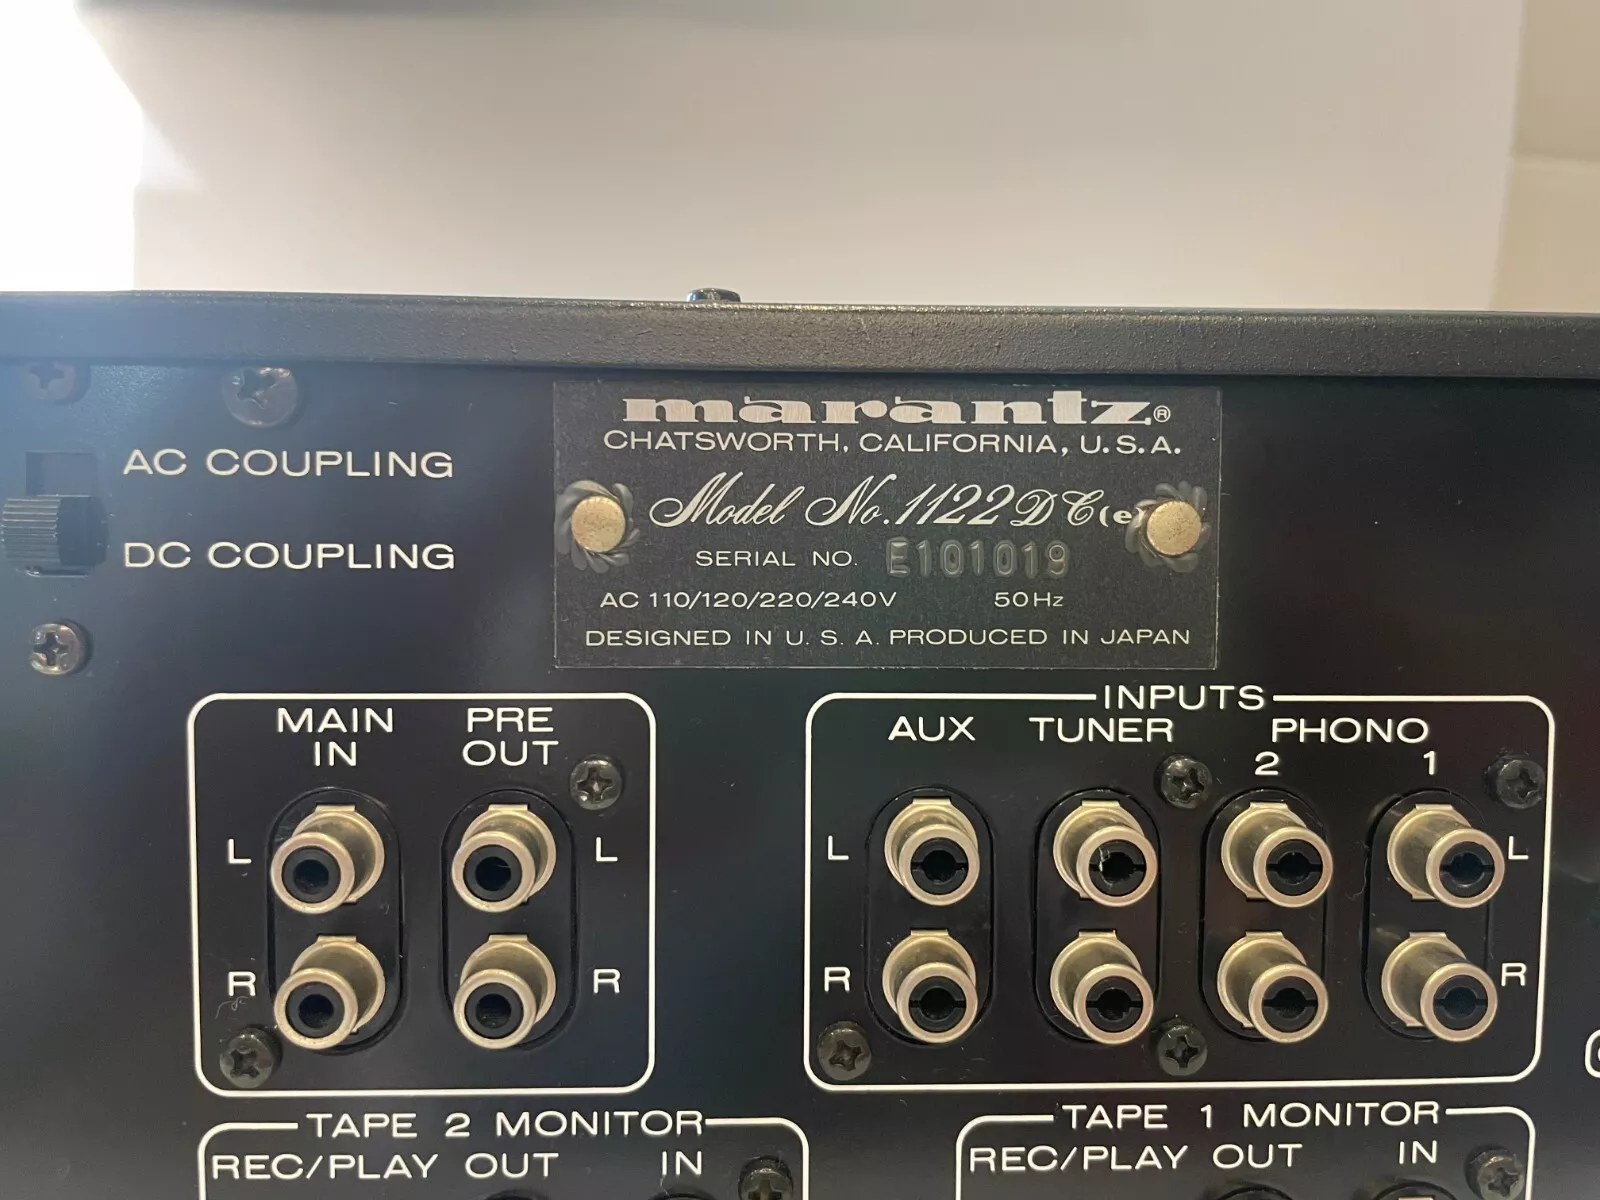 marantz®
CHATSWORTH, CALIFORNIA, U.S.A.
Model No. 1122 DC(e)
SERIAL NO. E101019
AC 110/120/220/240V 50Hz
DESIGNED IN U.S.A. PRODUCED IN JAPAN
AC COUPLING
DC COUPLING
MAIN IN
PRE OUT
L L
R R
INPUTS
AUX TUNER PHONO
2 1
L L
R R
TAPE 2 MONITOR
REC/PLAY OUT IN
TAPE 1 MONITOR
REC/PLAY OUT IN